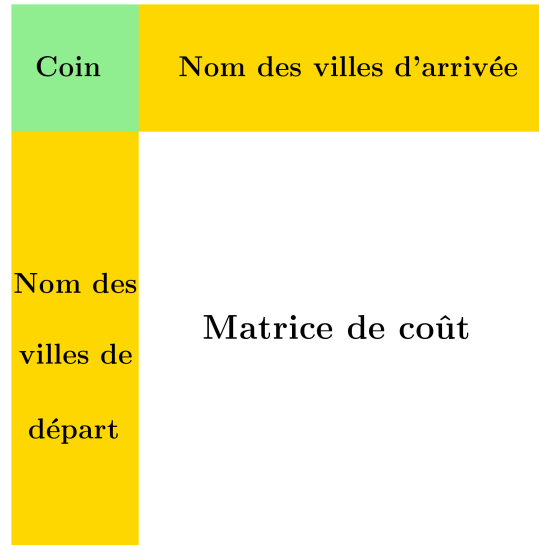 Coin
Nom des villes d'arrivée
Nom des
villes de
départ
Matrice de coût